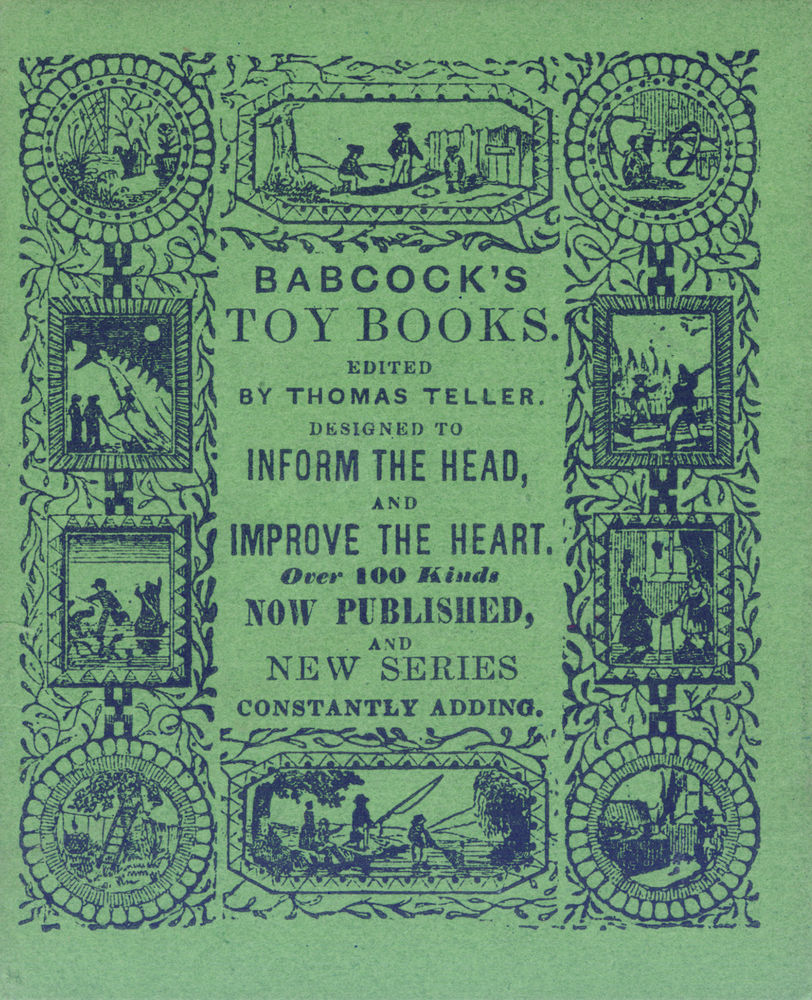 BABCOCK'S
TOY BOOKS.
EDITED
BY THOMAS TELLER.
DESIGNED TO
INFORM THE HEAD,
AND
IMPROVE THE HEART.
Over 100 Kinds
NOW PUBLISHED,
AND
NEW SERIES
CONSTANTLY ADDING.